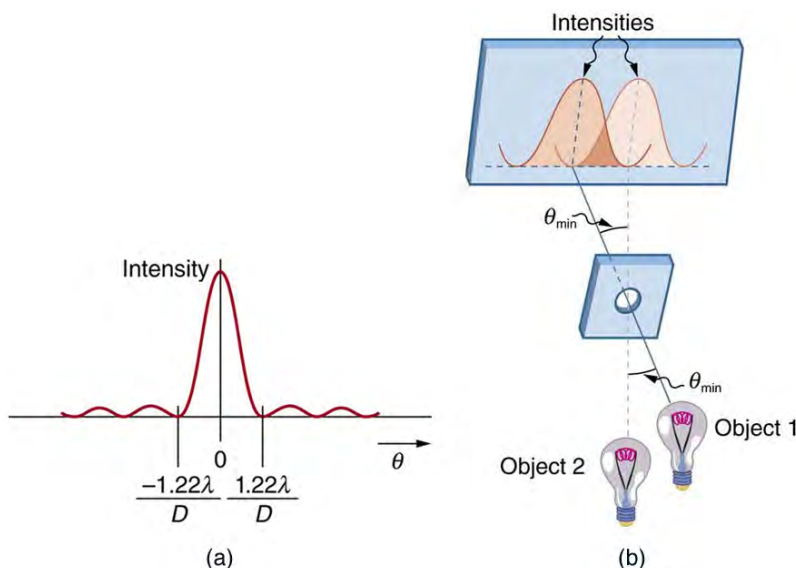 Intensity
0
θ
−1.22λ
D
1.22λ
D
(a)
Intensities
θmin
θmin
Object 1
Object 2
(b)